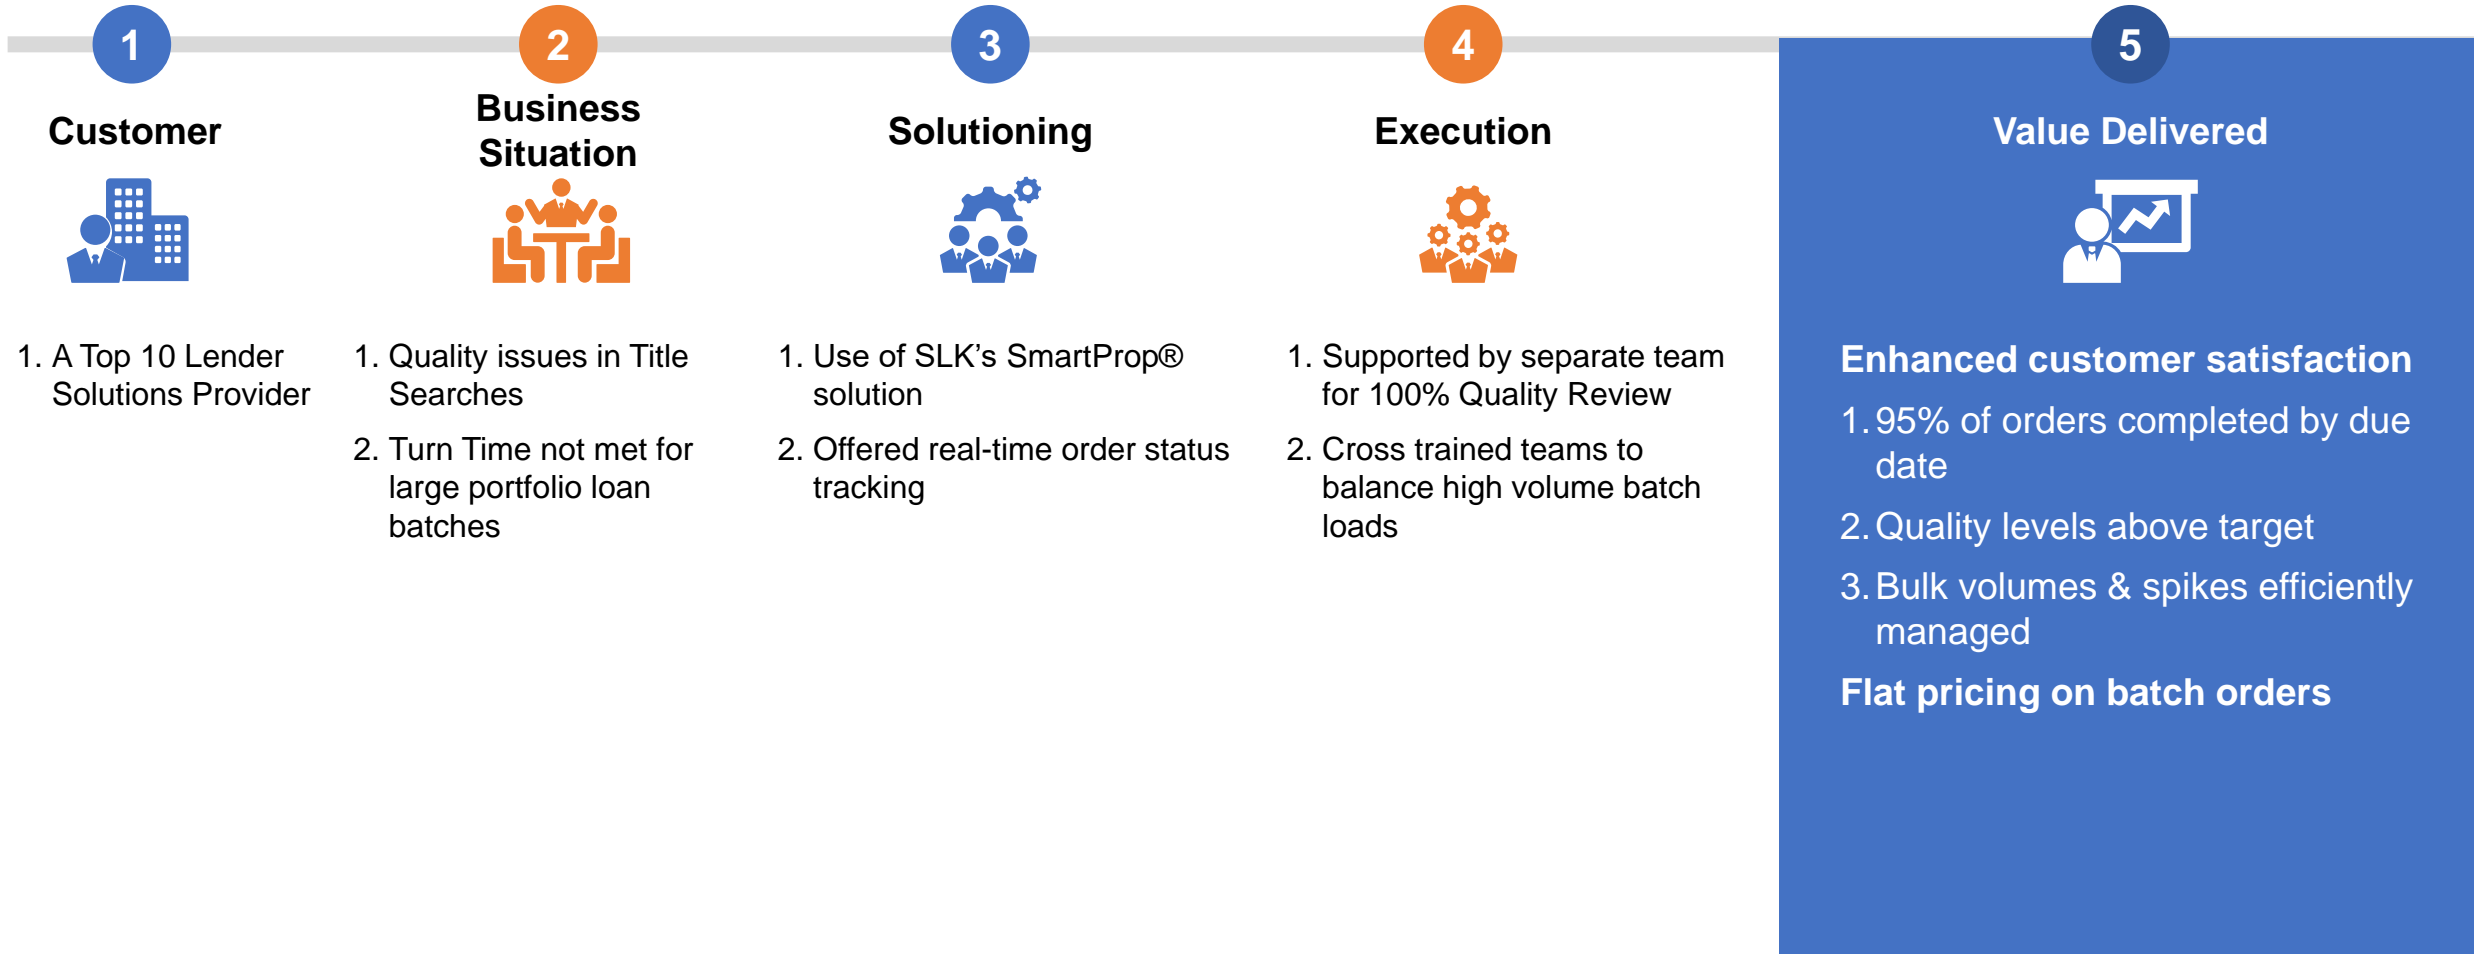 1
Customer
1. A Top 10 Lender
Solutions Provider
2
Business
Situation
1. Quality issues in Title
Searches
2. Turn Time not met for
large portfolio loan
batches
3
Solutioning
1. Use of SLK’s SmartProp®
solution
2. Offered real-time order status
tracking
4
Execution
1. Supported by separate team
for 100% Quality Review
2. Cross trained teams to
balance high volume batch
loads
5
Value Delivered
Enhanced customer satisfaction
1. 95% of orders completed by due
date
2. Quality levels above target
3. Bulk volumes & spikes efficiently
managed
Flat pricing on batch orders